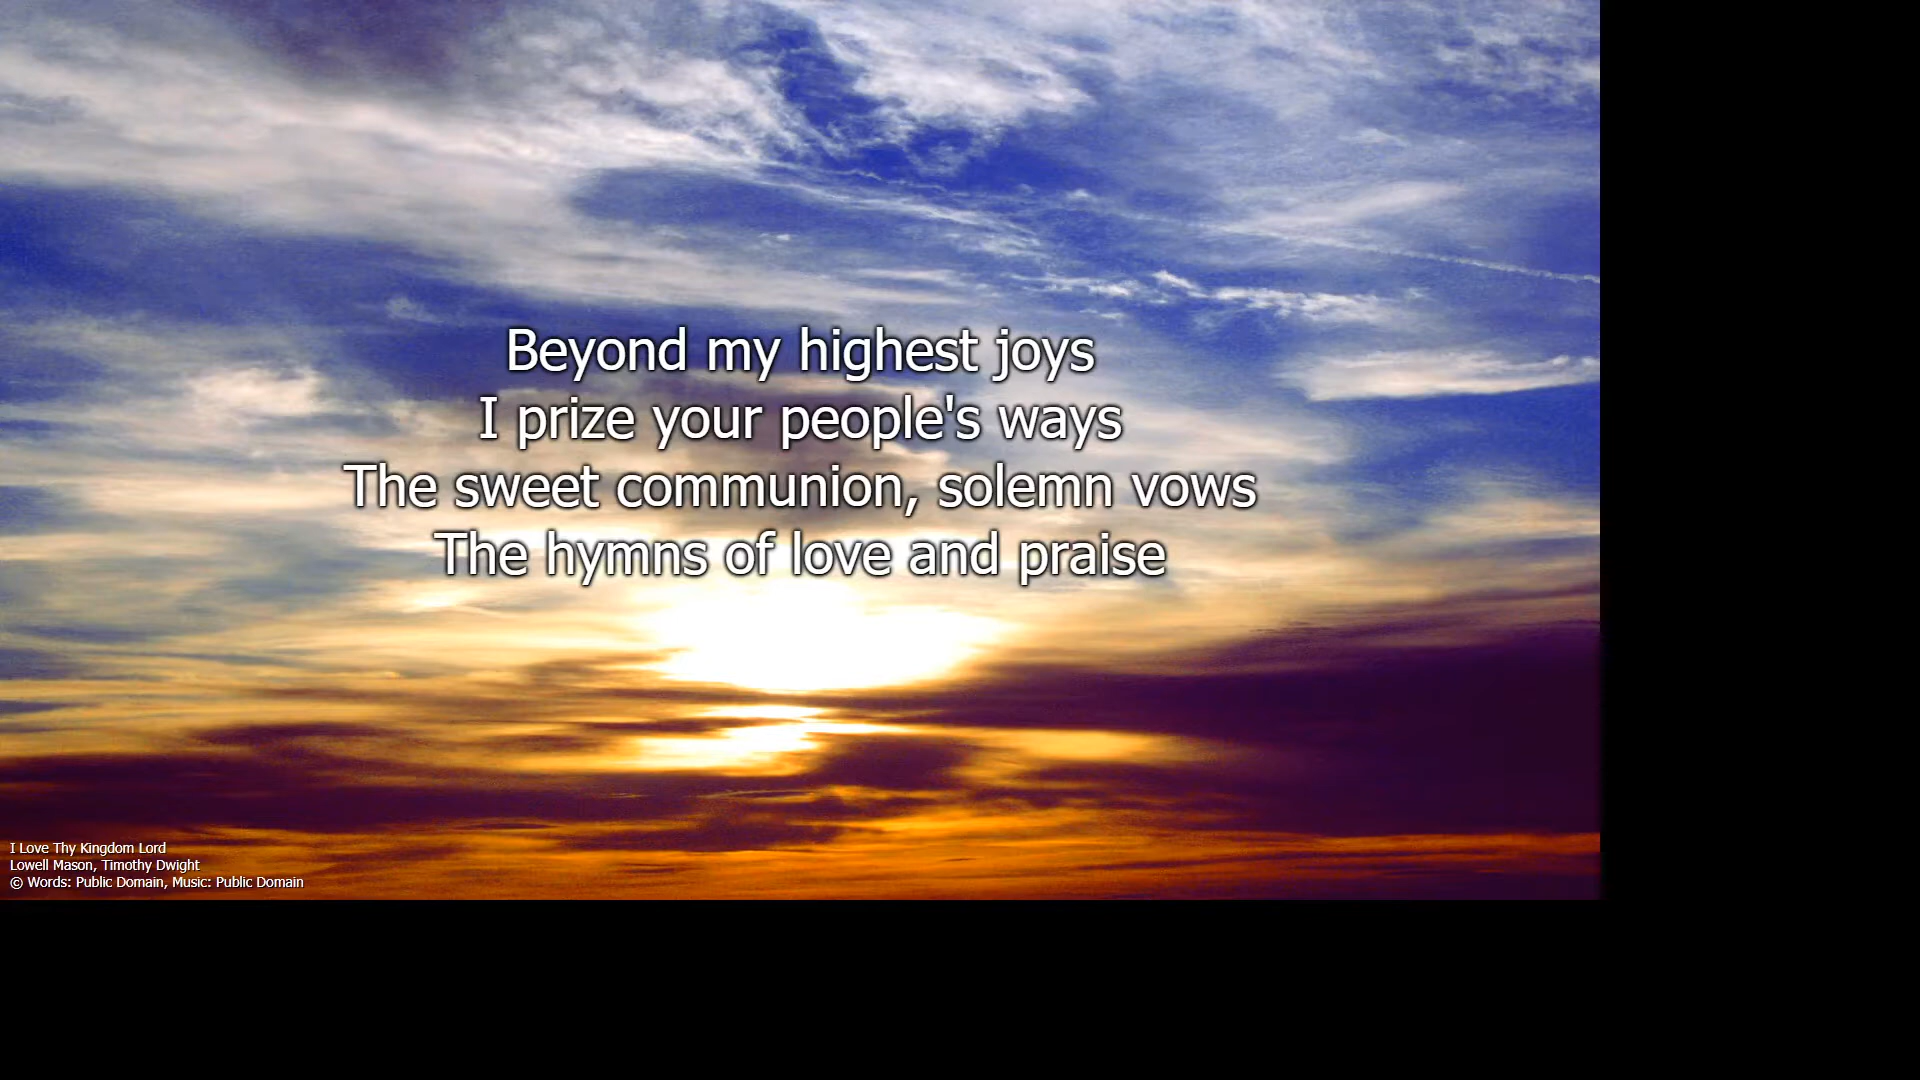 Beyond my highest joys
I prize your people's ways
The sweet communion, solemn vows
The hymns of love and praise
I Love Thy Kingdom Lord
Lowell Mason, Timothy Dwight
© Words: Public Domain, Music: Public Domain